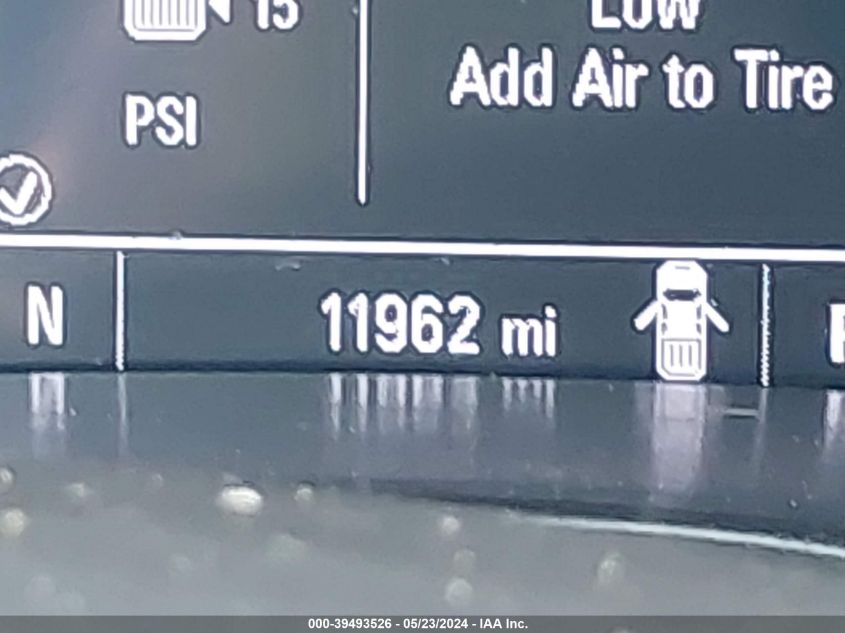 15
Low
Add Air to Tire
PSI
N
11962 mi
000-39493526 - 05/23/2024 - IAA Inc.